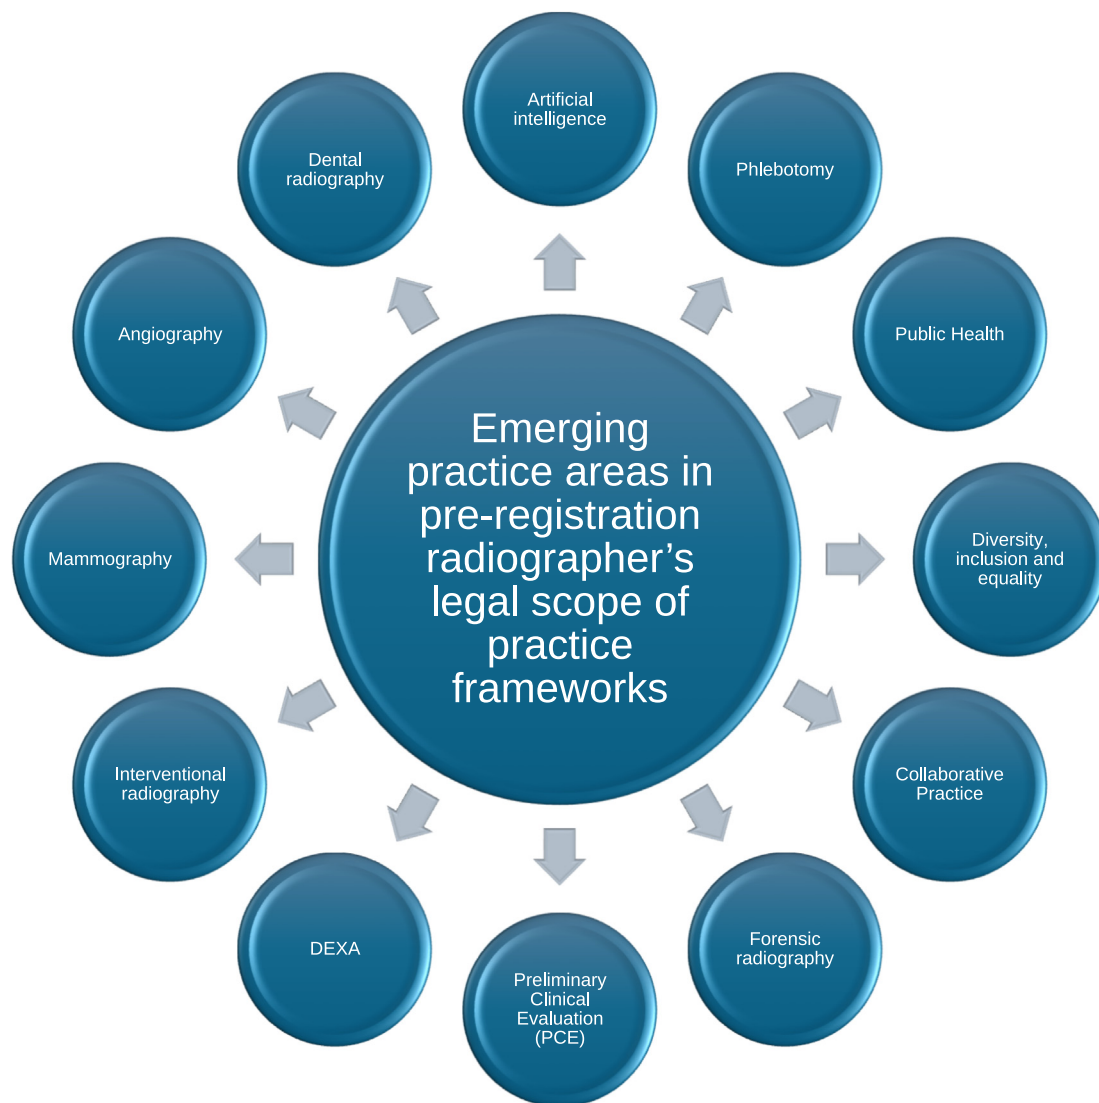 Artificial
intelligence
Phlebotomy
Public Health
Diversity,
inclusion and
equality
Collaborative
Practice
Forensic
radiography
Preliminary
Clinical
Evaluation
(PCE)
DEXA
Interventional
radiography
Mammography
Angiography
Dental
radiography
Emerging
practice areas in
pre-registration
radiographer’s
legal scope of
practice
frameworks